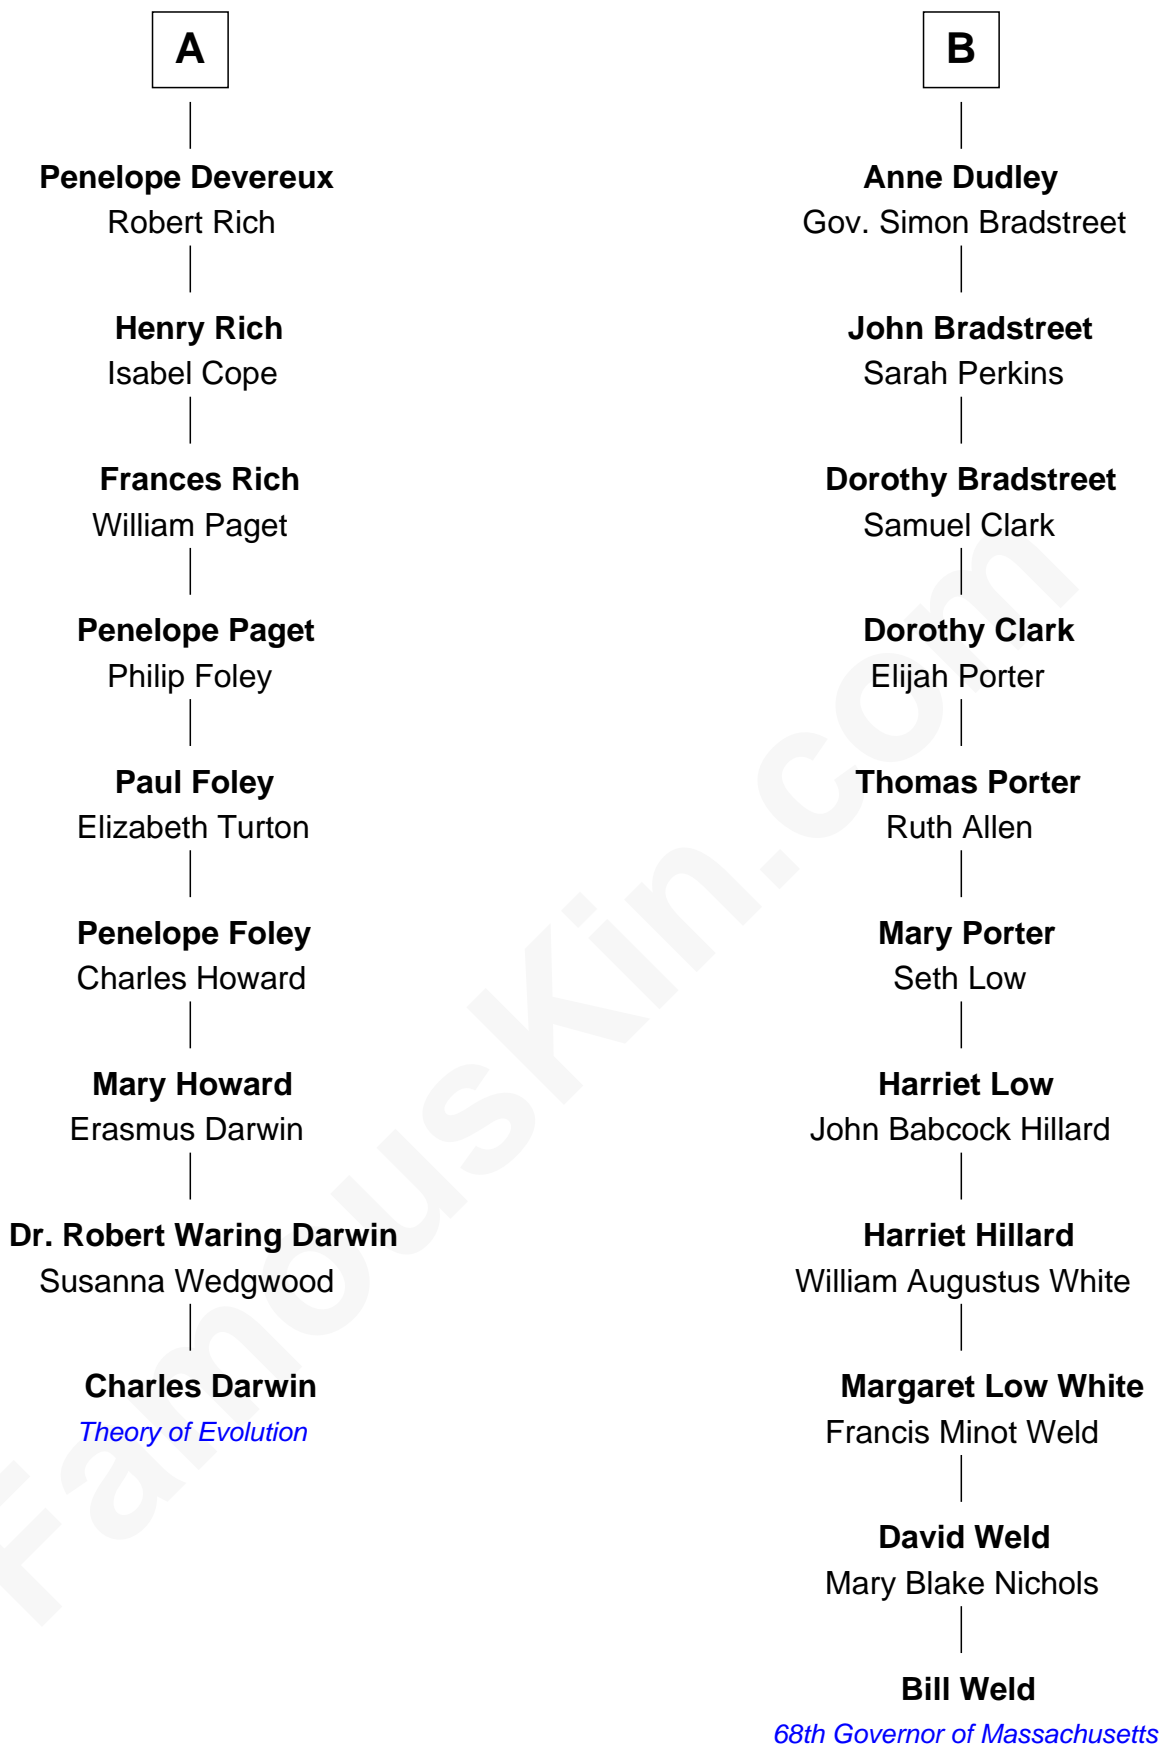 A
Penelope Devereux
Robert Rich
Henry Rich
Isabel Cope
Frances Rich
William Paget
Penelope Paget
Philip Foley
Paul Foley
Elizabeth Turton
Penelope Foley
Charles Howard
Mary Howard
Erasmus Darwin
Dr. Robert Waring Darwin
Susanna Wedgwood
Charles Darwin
Theory of Evolution
B
Anne Dudley
Gov. Simon Bradstreet
John Bradstreet
Sarah Perkins
Dorothy Bradstreet
Samuel Clark
Dorothy Clark
Elijah Porter
Thomas Porter
Ruth Allen
Mary Porter
Seth Low
Harriet Low
John Babcock Hillard
Harriet Hillard
William Augustus White
Margaret Low White
Francis Minot Weld
David Weld
Mary Blake Nichols
Bill Weld
68th Governor of Massachusetts
FamousKin.com